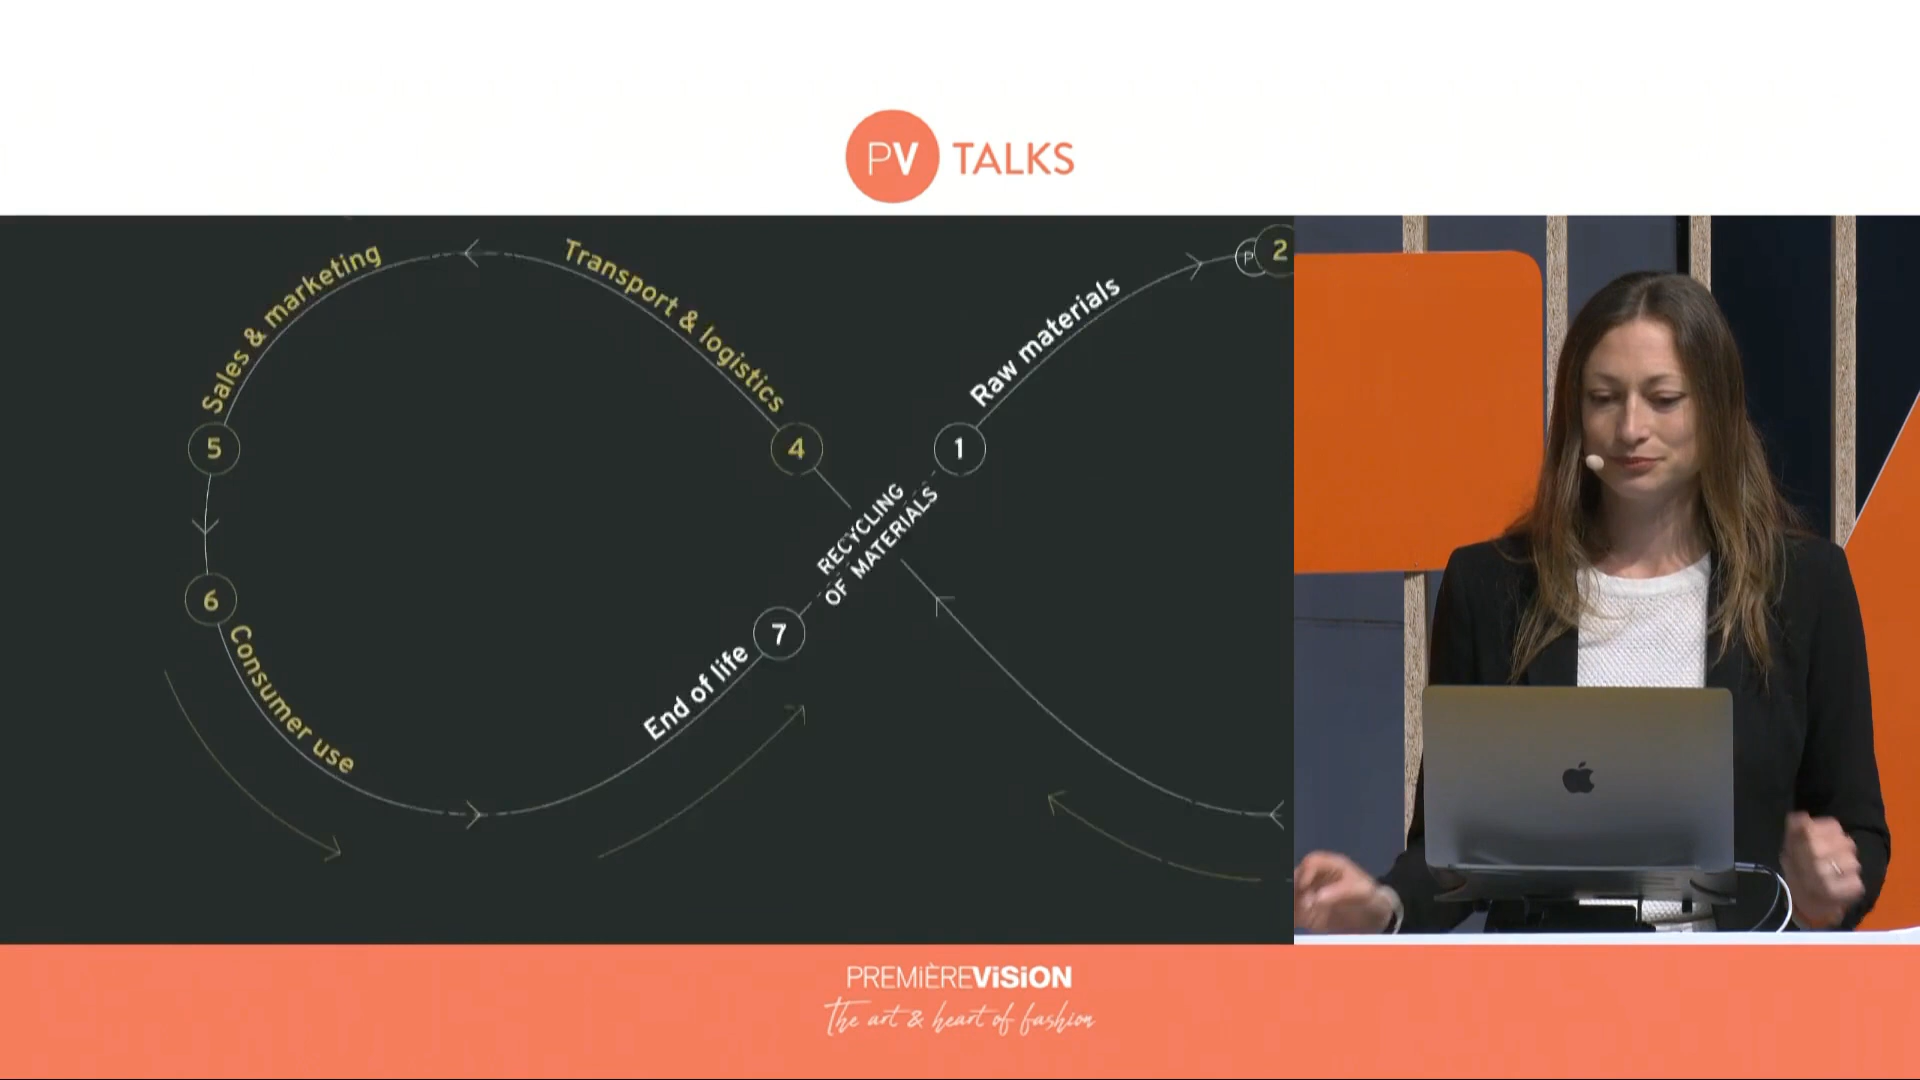 PV TALKS
Sales & marketing
Transport & logistics
Raw materials
2
5
4
1
RECYCLING
OF MATERIALS
6
Consumer use
End of life
7
PREMIÈREVISION
The art & heart of fashion